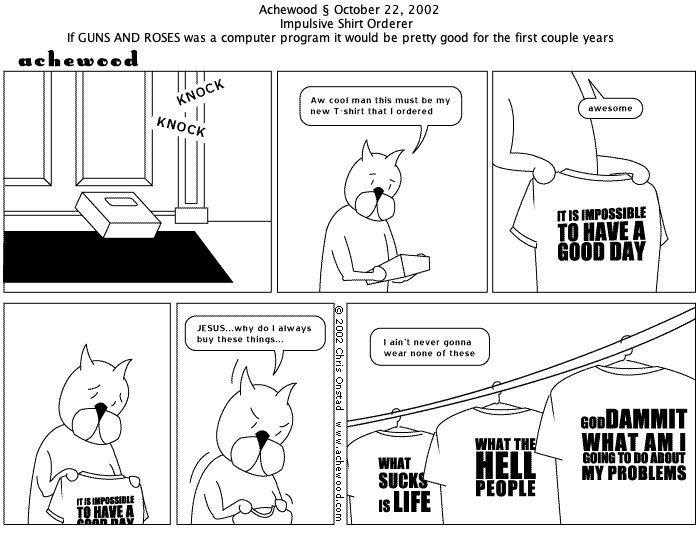 Achewood § October 22, 2002
Impulsive Shirt Orderer
If GUNS AND ROSES was a computer program it would be pretty good for the first couple years
achewood
KNOCK
KNOCK
Aw cool man this must be my
new T-shirt that I ordered
awesome
IT IS IMPOSSIBLE
TO HAVE A
GOOD DAY
IT IS IMPOSSIBLE
TO HAVE A
GOOD DAY
JESUS...why do I always
buy these things...
© 2002 Chris Onstad www.achewood.com
I ain't never gonna
wear none of these
WHAT
SUCKS
IS LIFE
WHAT THE
HELL
PEOPLE
GODDAMMIT
WHAT AM I
GOING TO DO ABOUT
MY PROBLEMS